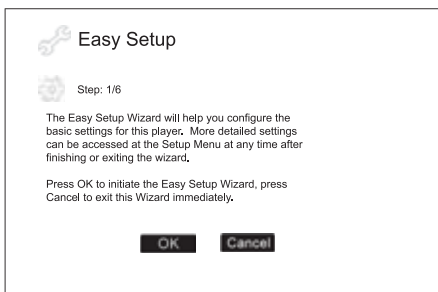 Easy Setup
Step: 1/6
The Easy Setup Wizard will help you configure the
basic settings for this player. More detailed settings
can be accessed at the Setup Menu at any time after
finishing or exiting the wizard.
Press OK to initiate the Easy Setup Wizard, press
Cancel to exit this Wizard immediately.
OK Cancel